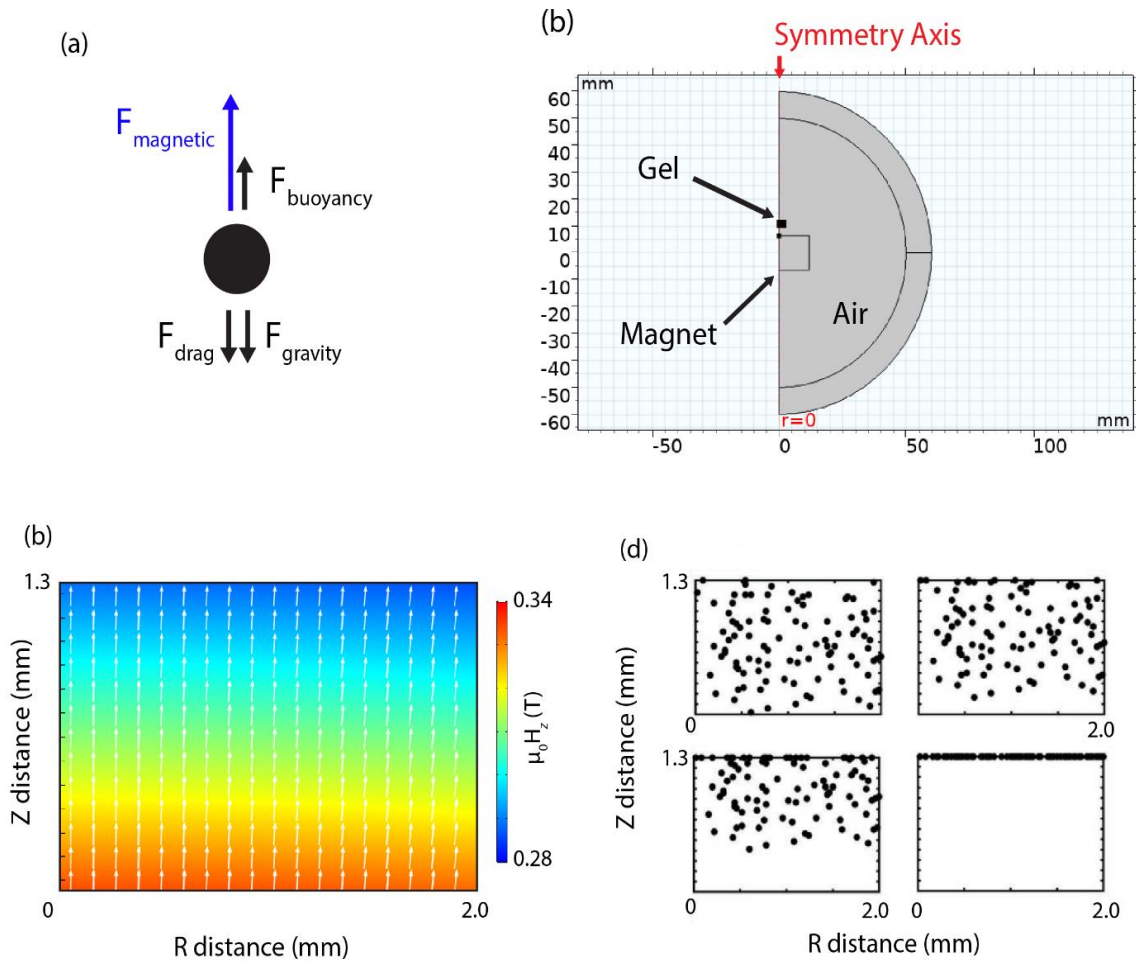 (a)
F magnetic
F buoyancy
F drag
F gravity
(b)
Symmetry Axis
mm
60
50
40
30
20
10
0
-10
-20
-30
-40
-50
-60
Gel
Magnet
Air
r=0
mm
-50
0
50
100
(b)
1.3
Z distance (mm)
0
2.0
R distance (mm)
0.34
μ₀H_z (T)
0.28
(d)
1.3
0
2.0
1.3
0
2.0
0
2.0
Z distance (mm)
R distance (mm)